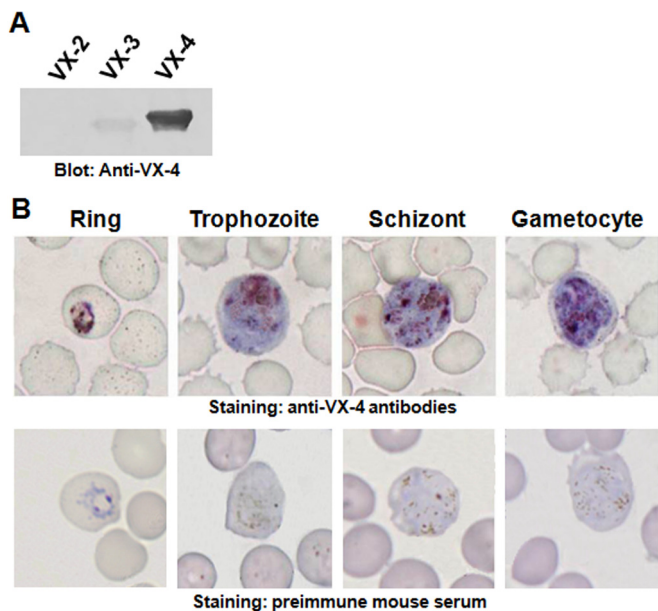 A
VX-2 VX-3 VX-4
Blot: Anti-VX-4
B
Ring Trophozoite Schizont Gametocyte
Staining: anti-VX-4 antibodies
Staining: preimmune mouse serum